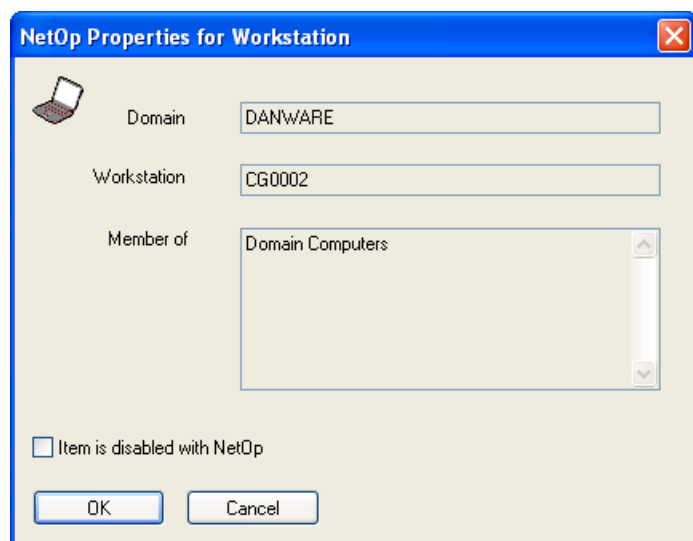 NetOp Properties for Workstation
Domain
DANWARE
Workstation
CG0002
Member of
Domain Computers
Item is disabled with NetOp
OK
Cancel